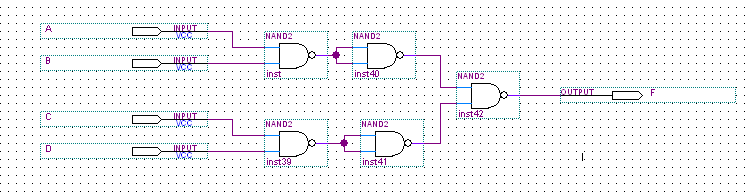 A INPUT
VCC
NAND2
NAND2
B INPUT
VCC
inst
inst40
NAND2
OUTPUT F
inst42
C INPUT
VCC
NAND2
NAND2
D INPUT
VCC
inst39
inst41